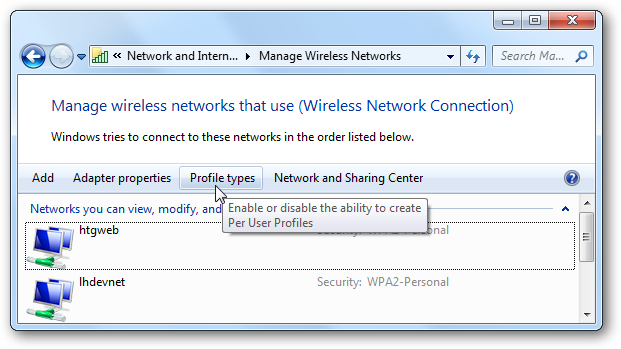 « Network and Intern... ▸ Manage Wireless Networks Search Ma...
Manage wireless networks that use (Wireless Network Connection)
Windows tries to connect to these networks in the order listed below.
Add Adapter properties Profile types Network and Sharing Center
Networks you can view, modify, and
Enable or disable the ability to create
Per User Profiles
htgweb Security: WPA2-Personal
lhdevnet Security: WPA2-Personal